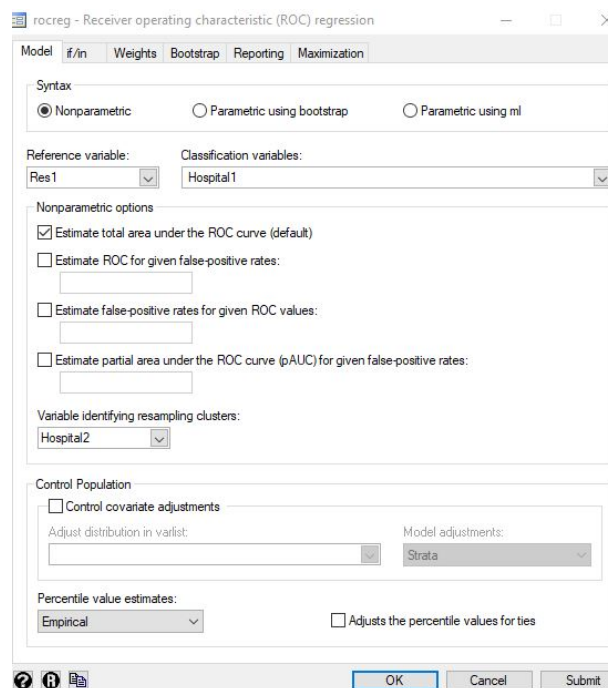 rocreg - Receiver operating characteristic (ROC) regression
Model if/in Weights Bootstrap Reporting Maximization
Syntax
Nonparametric Parametric using bootstrap Parametric using ml
Reference variable: Classification variables:
Res1 Hospital1
Nonparametric options
Estimate total area under the ROC curve (default)
Estimate ROC for given false-positive rates:
Estimate false-positive rates for given ROC values:
Estimate partial area under the ROC curve (pAUC) for given false-positive rates:
Variable identifying resampling clusters:
Hospital2
Control Population
Control covariate adjustments
Adjust distribution in varlist: Model adjustments:
Strata
Percentile value estimates:
Empirical Adjusts the percentile values for ties
? R OK Cancel Submit